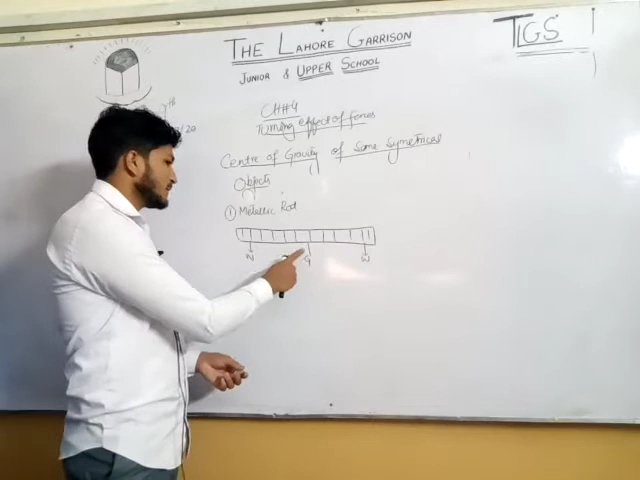 THE LAHORE GARRISON
TLGS
JUNIOR & UPPER SCHOOL
CH#4
Turning effect of forces
Centre of Gravity of Some Symetrical
Objects
① Metallic Rod
W G W